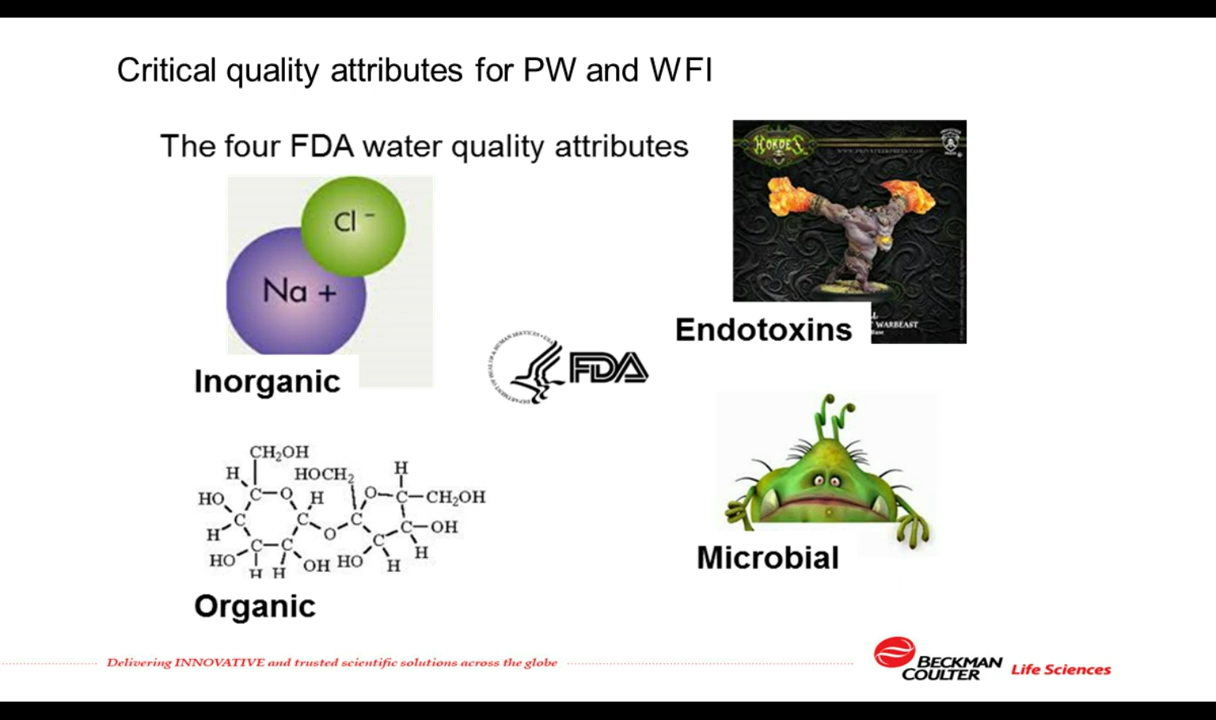 Critical quality attributes for PW and WFI
The four FDA water quality attributes
HORDES
Cl -
Na +
WARBEAST
Endotoxins
Inorganic
FDA
CH2OH
H
HOCH2
H
HO
C
O
H
O
C
CH2OH
C
C
O
C
C
OH
H
C
C
C
H
HO
H
H
OH
HO
H
Organic
Microbial
Delivering INNOVATIVE and trusted scientific solutions across the globe
BECKMAN
COULTER
Life Sciences